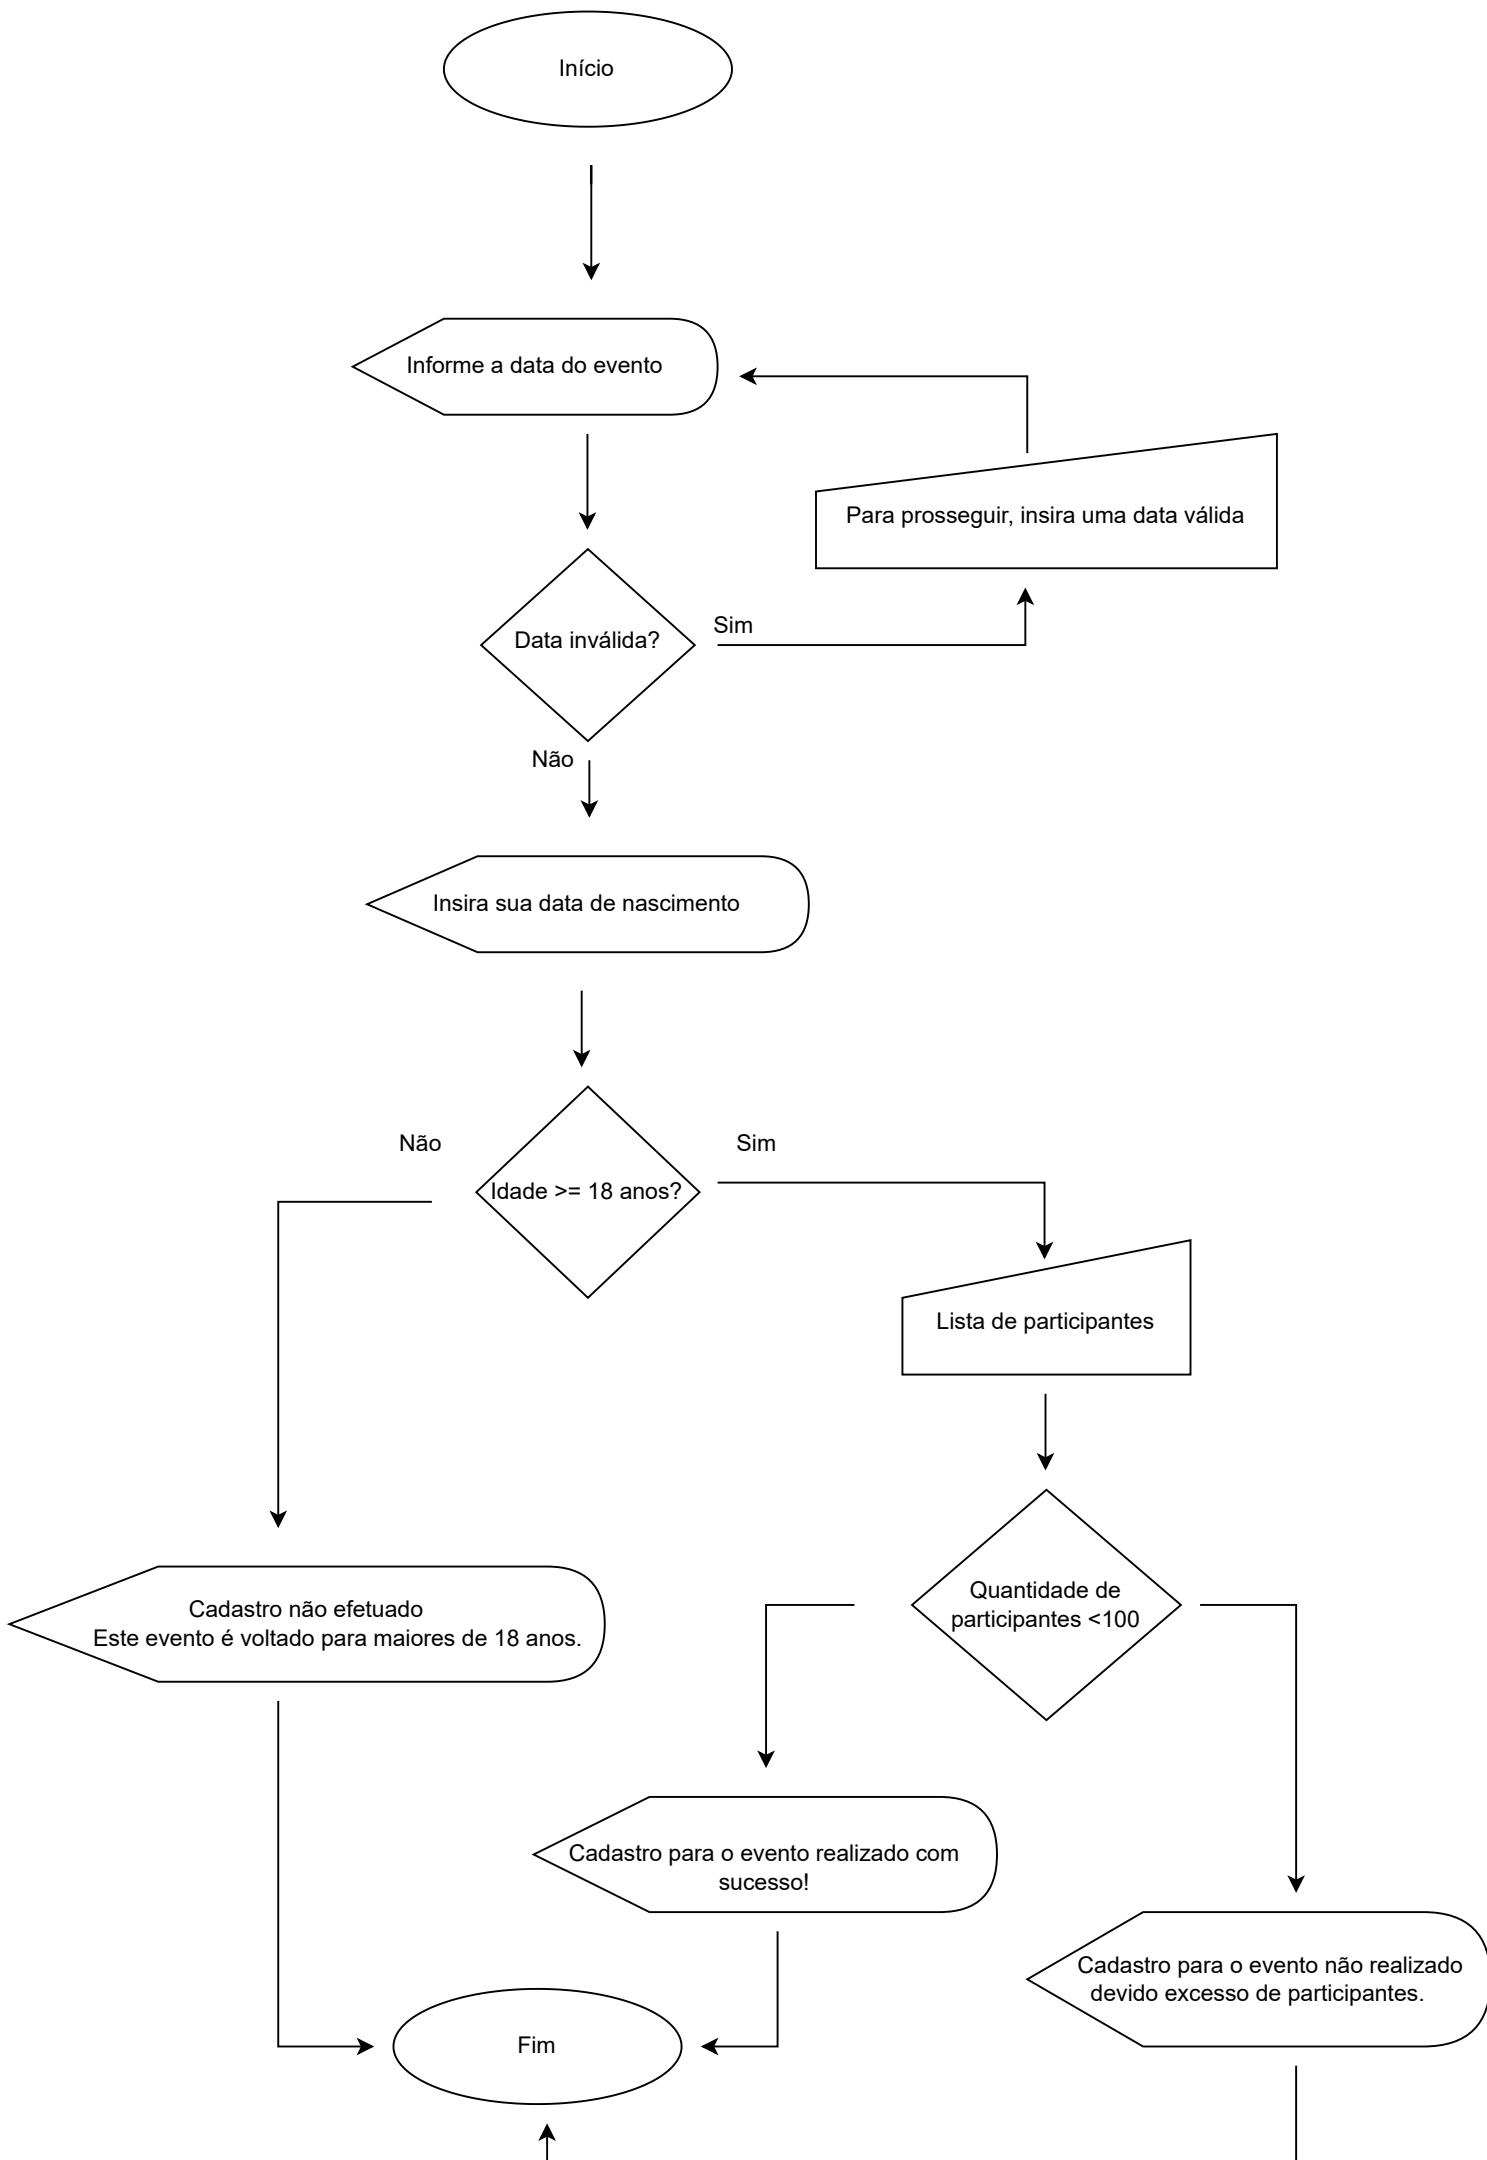 Início
Informe a data do evento
Para prosseguir, insira uma data válida
Data inválida?
Sim
Não
Insira sua data de nascimento
Não
Sim
Idade >= 18 anos?
Lista de participantes
Quantidade de
participantes <100
Cadastro não efetuado
Este evento é voltado para maiores de 18 anos.
Cadastro para o evento realizado com
sucesso!
Cadastro para o evento não realizado
devido excesso de participantes.
Fim